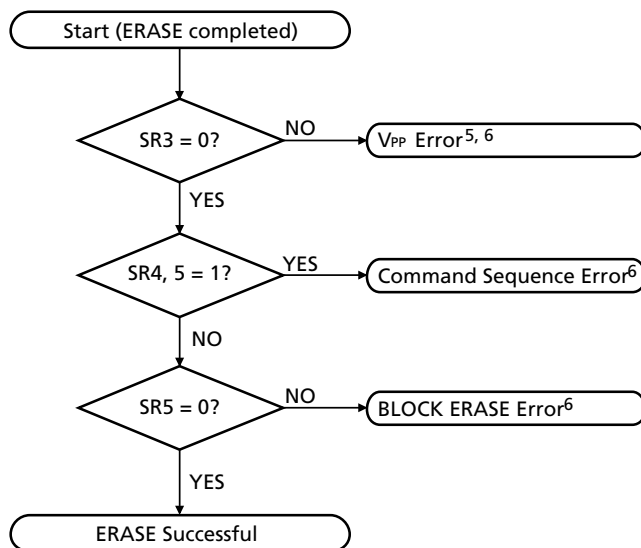 Start (ERASE completed)
SR3 = 0?
NO
VPP Error5, 6
YES
SR4, 5 = 1?
YES
Command Sequence Error6
NO
SR5 = 0?
NO
BLOCK ERASE Error6
YES
ERASE Successful